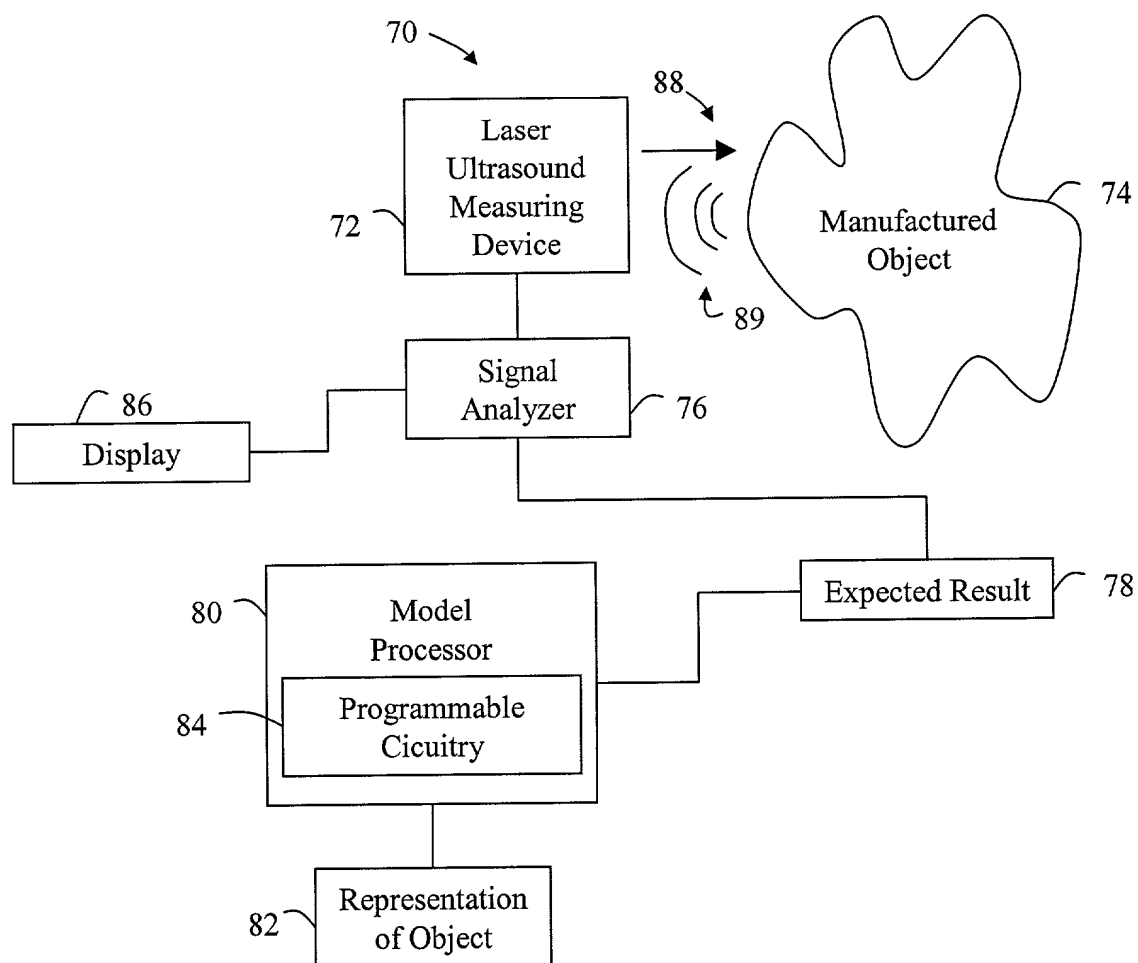 70
88
Laser
Ultrasound
Measuring
Device
72
74
Manufactured
Object
89
Signal
Analyzer
76
86
Display
Expected Result
78
80
Model
Processor
84
Programmable
Cicuitry
82
Representation
of Object